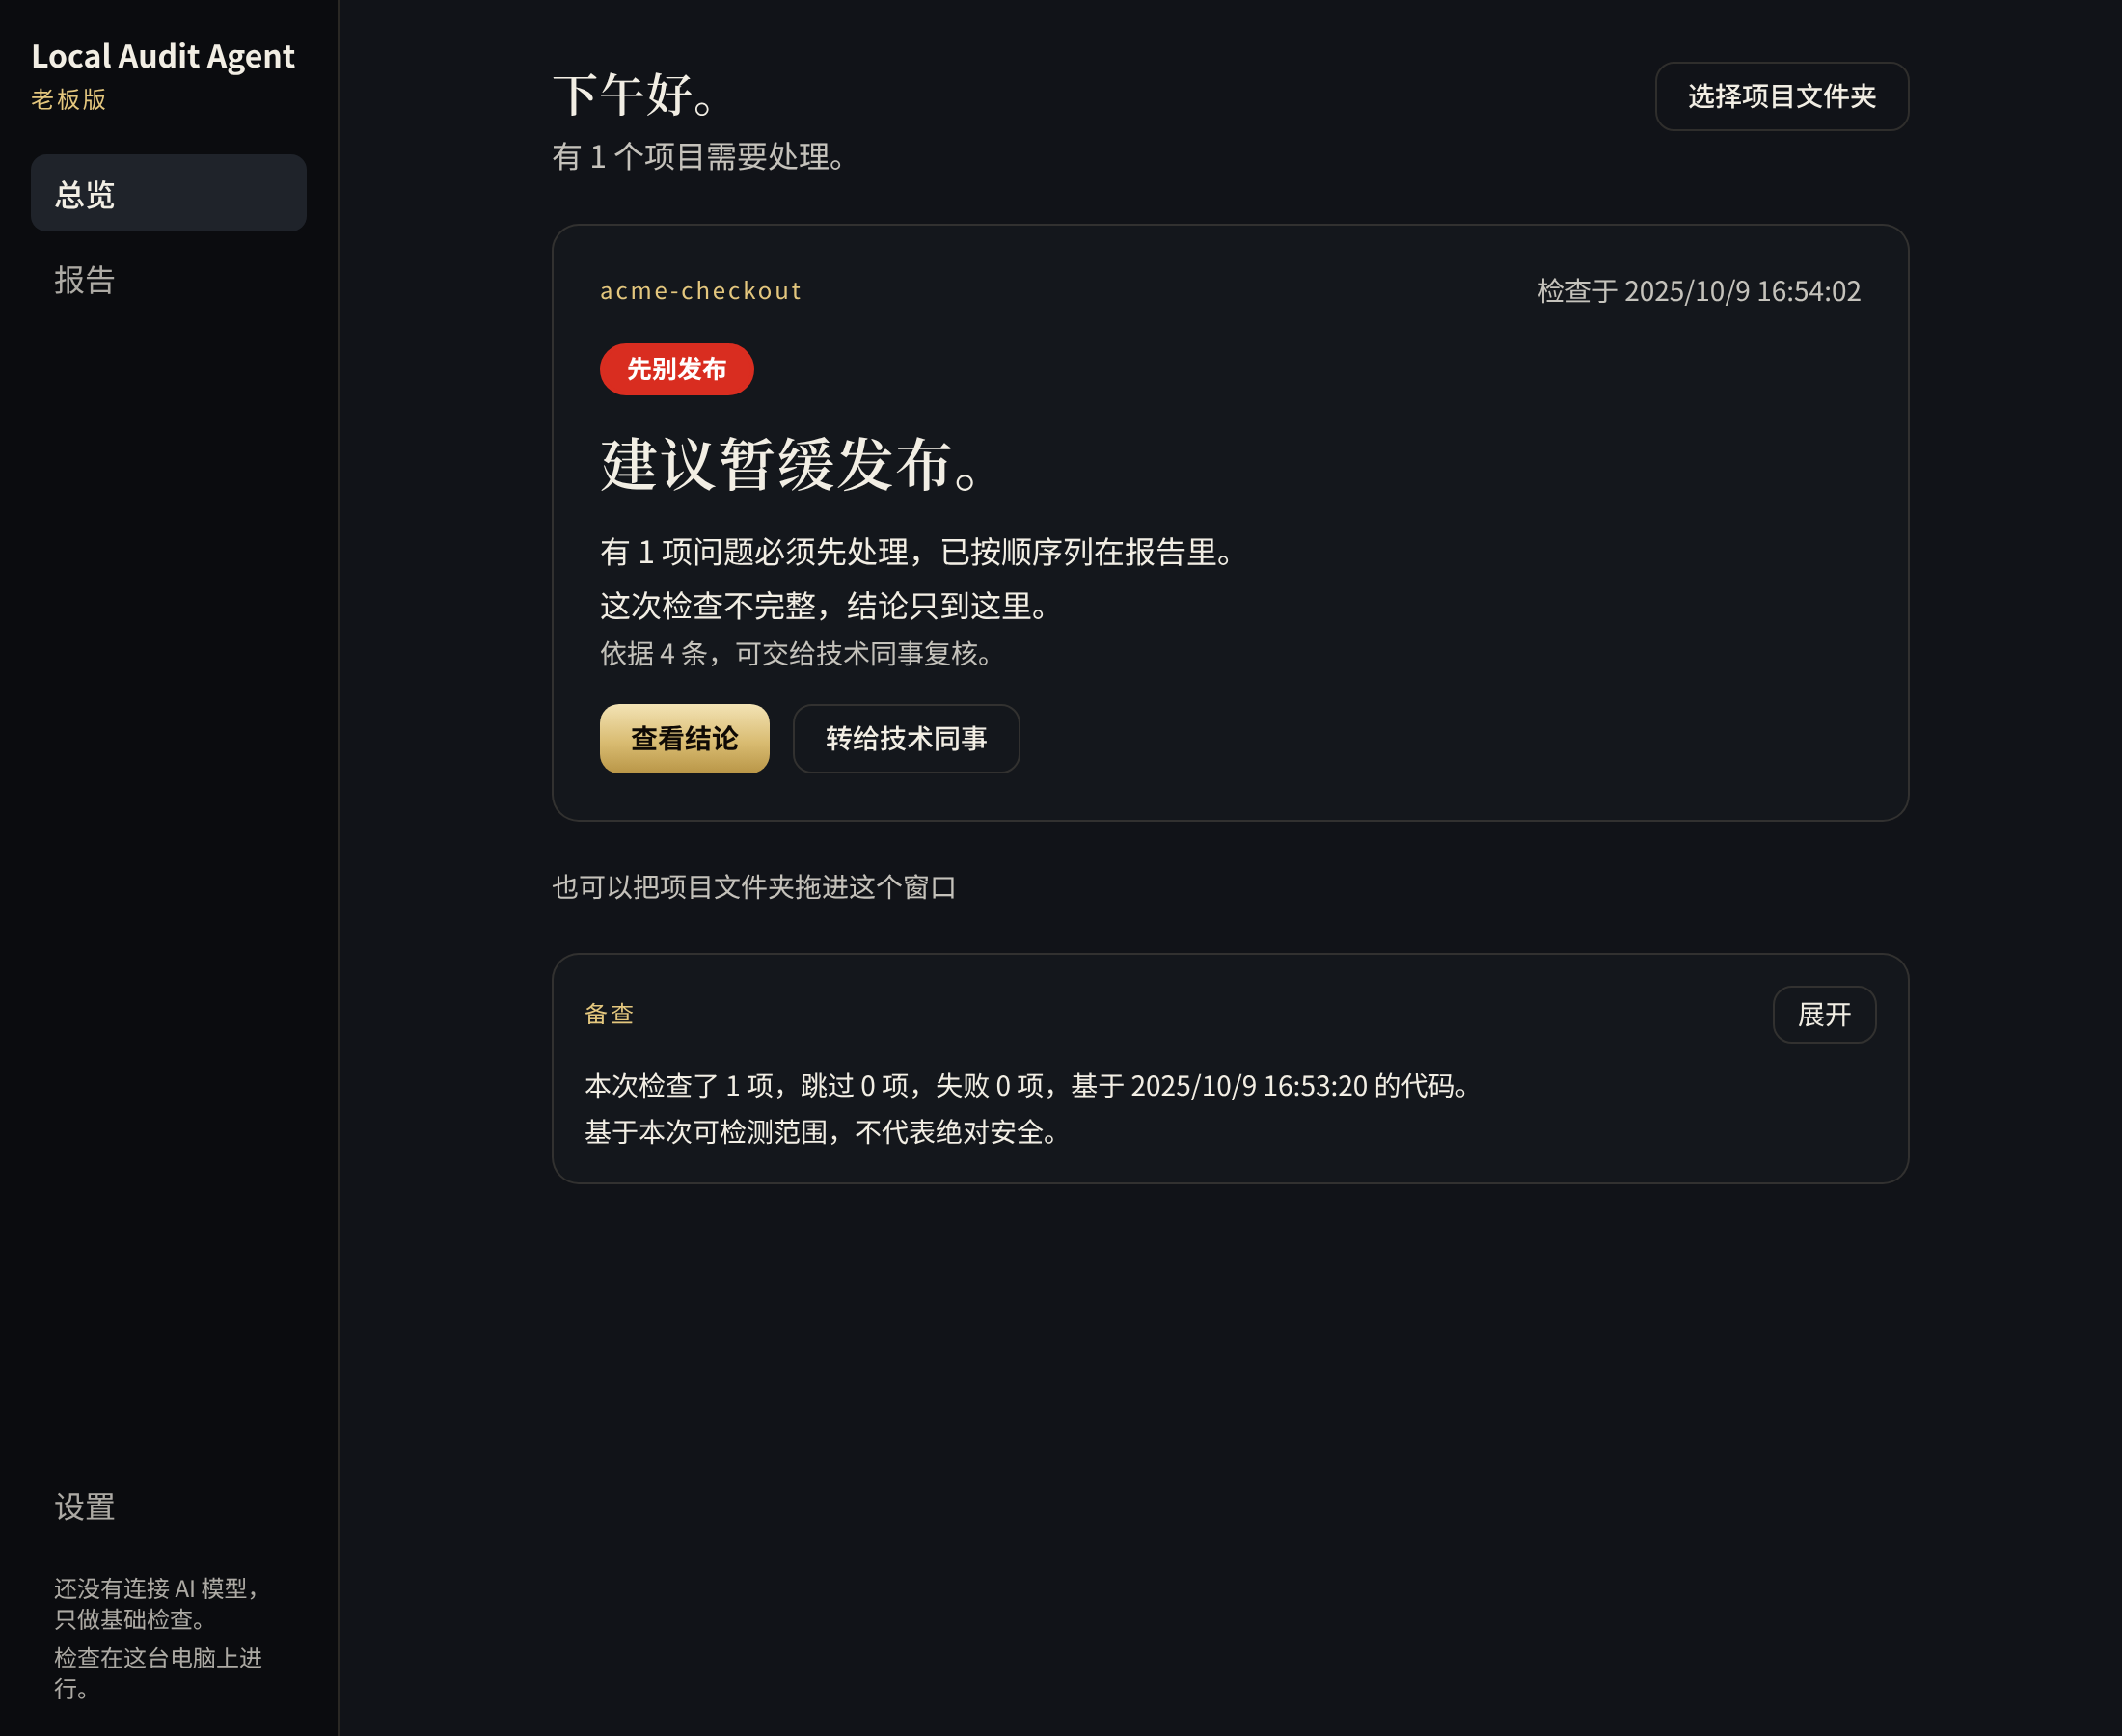 Local Audit Agent
老板版
总览
报告
设置
还没有连接 AI 模型，
只做基础检查。
检查在这台电脑上进
行。
下午好。
选择项目文件夹
有 1 个项目需要处理。
acme-checkout
检查于 2025/10/9 16:54:02
先别发布
建议暂缓发布。
有 1 项问题必须先处理，已按顺序列在报告里。
这次检查不完整，结论只到这里。
依据 4 条，可交给技术同事复核。
查看结论
转给技术同事
也可以把项目文件夹拖进这个窗口
备查
展开
本次检查了 1 项，跳过 0 项，失败 0 项，基于 2025/10/9 16:53:20 的代码。
基于本次可检测范围，不代表绝对安全。